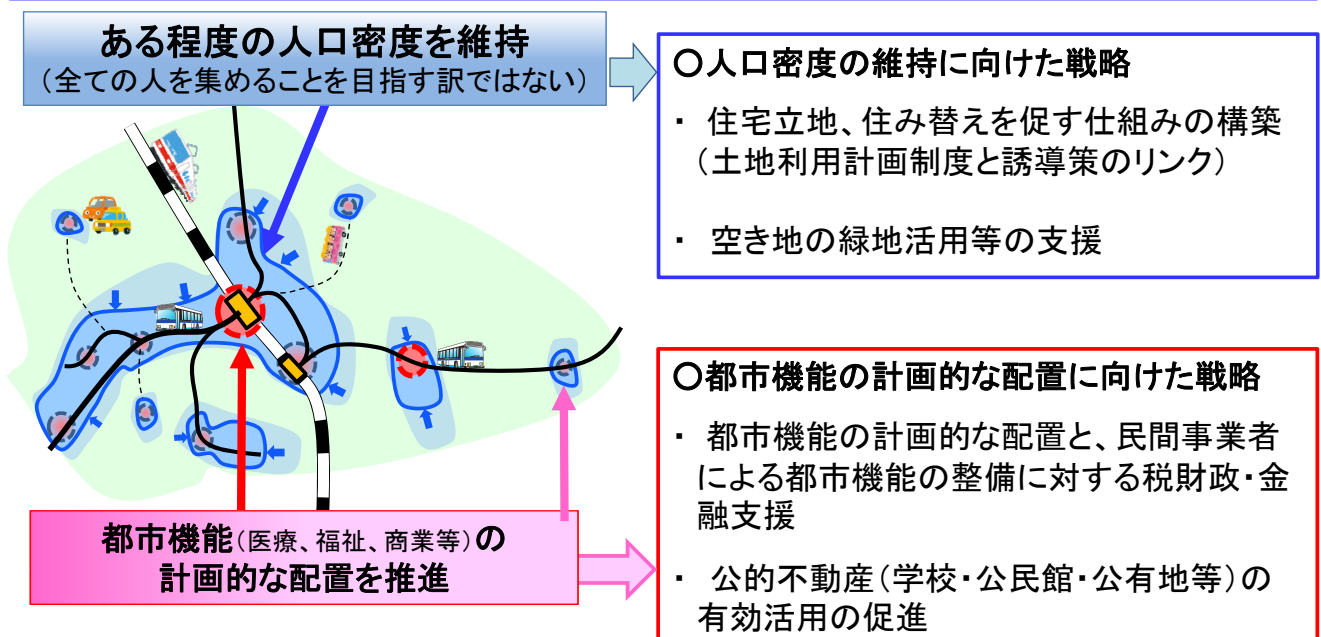 ある程度の人口密度を維持
（全ての人を集めることを目指す訳ではない）
○人口密度の維持に向けた戦略
・ 住宅立地、住み替えを促す仕組みの構築
（土地利用計画制度と誘導策のリンク）
・ 空き地の緑地活用等の支援
都市機能（医療、福祉、商業等）の
計画的な配置を推進
○都市機能の計画的な配置に向けた戦略
・ 都市機能の計画的な配置と、民間事業者
による都市機能の整備に対する税財政・金
融支援
・ 公的不動産（学校・公民館・公有地等）の
有効活用の促進